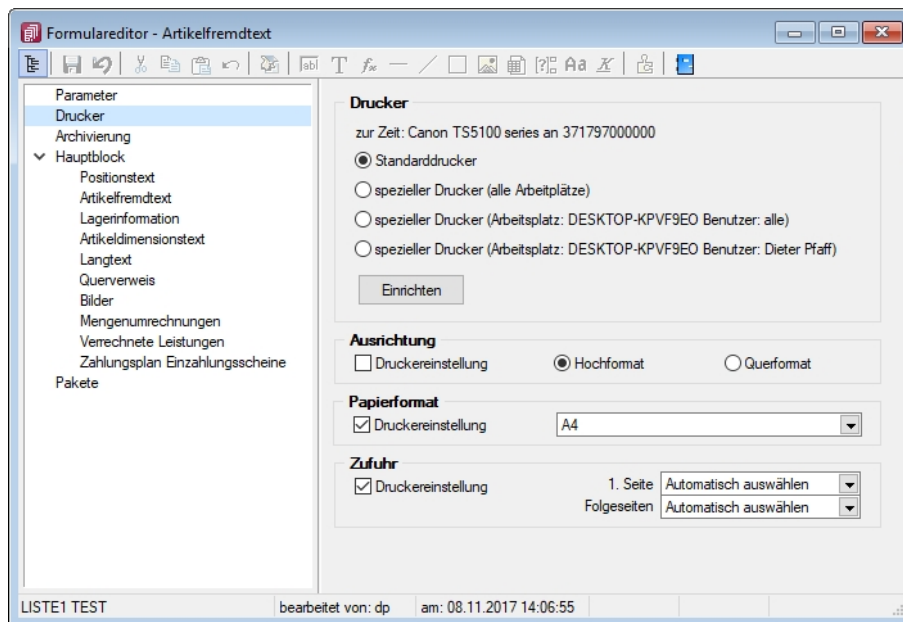 Formulareditor - Artikelfremdtext
Parameter
Drucker
Archivierung
Hauptblock
Positionstext
Artikelfremdtext
Lagerinformation
Artikeldimensionstext
Langtext
Querverweis
Bilder
Mengenumrechnungen
Verrechnete Leistungen
Zahlungsplan Einzahlungsscheine
Pakete
Drucker
zur Zeit: Canon TS5100 series an 371797000000
Standarddrucker
spezieller Drucker (alle Arbeitplätze)
spezieller Drucker (Arbeitsplatz: DESKTOP-KPVF9EO Benutzer: alle)
spezieller Drucker (Arbeitsplatz: DESKTOP-KPVF9EO Benutzer: Dieter Pfaff)
Einrichten
Ausrichtung
Druckereinstellung Hochformat Querformat
Papierformat
Druckereinstellung A4
Zufuhr
Druckereinstellung 1. Seite Automatisch auswählen
Folgeseiten Automatisch auswählen
LISTE1 TEST bearbeitet von: dp am: 08.11.2017 14:06:55